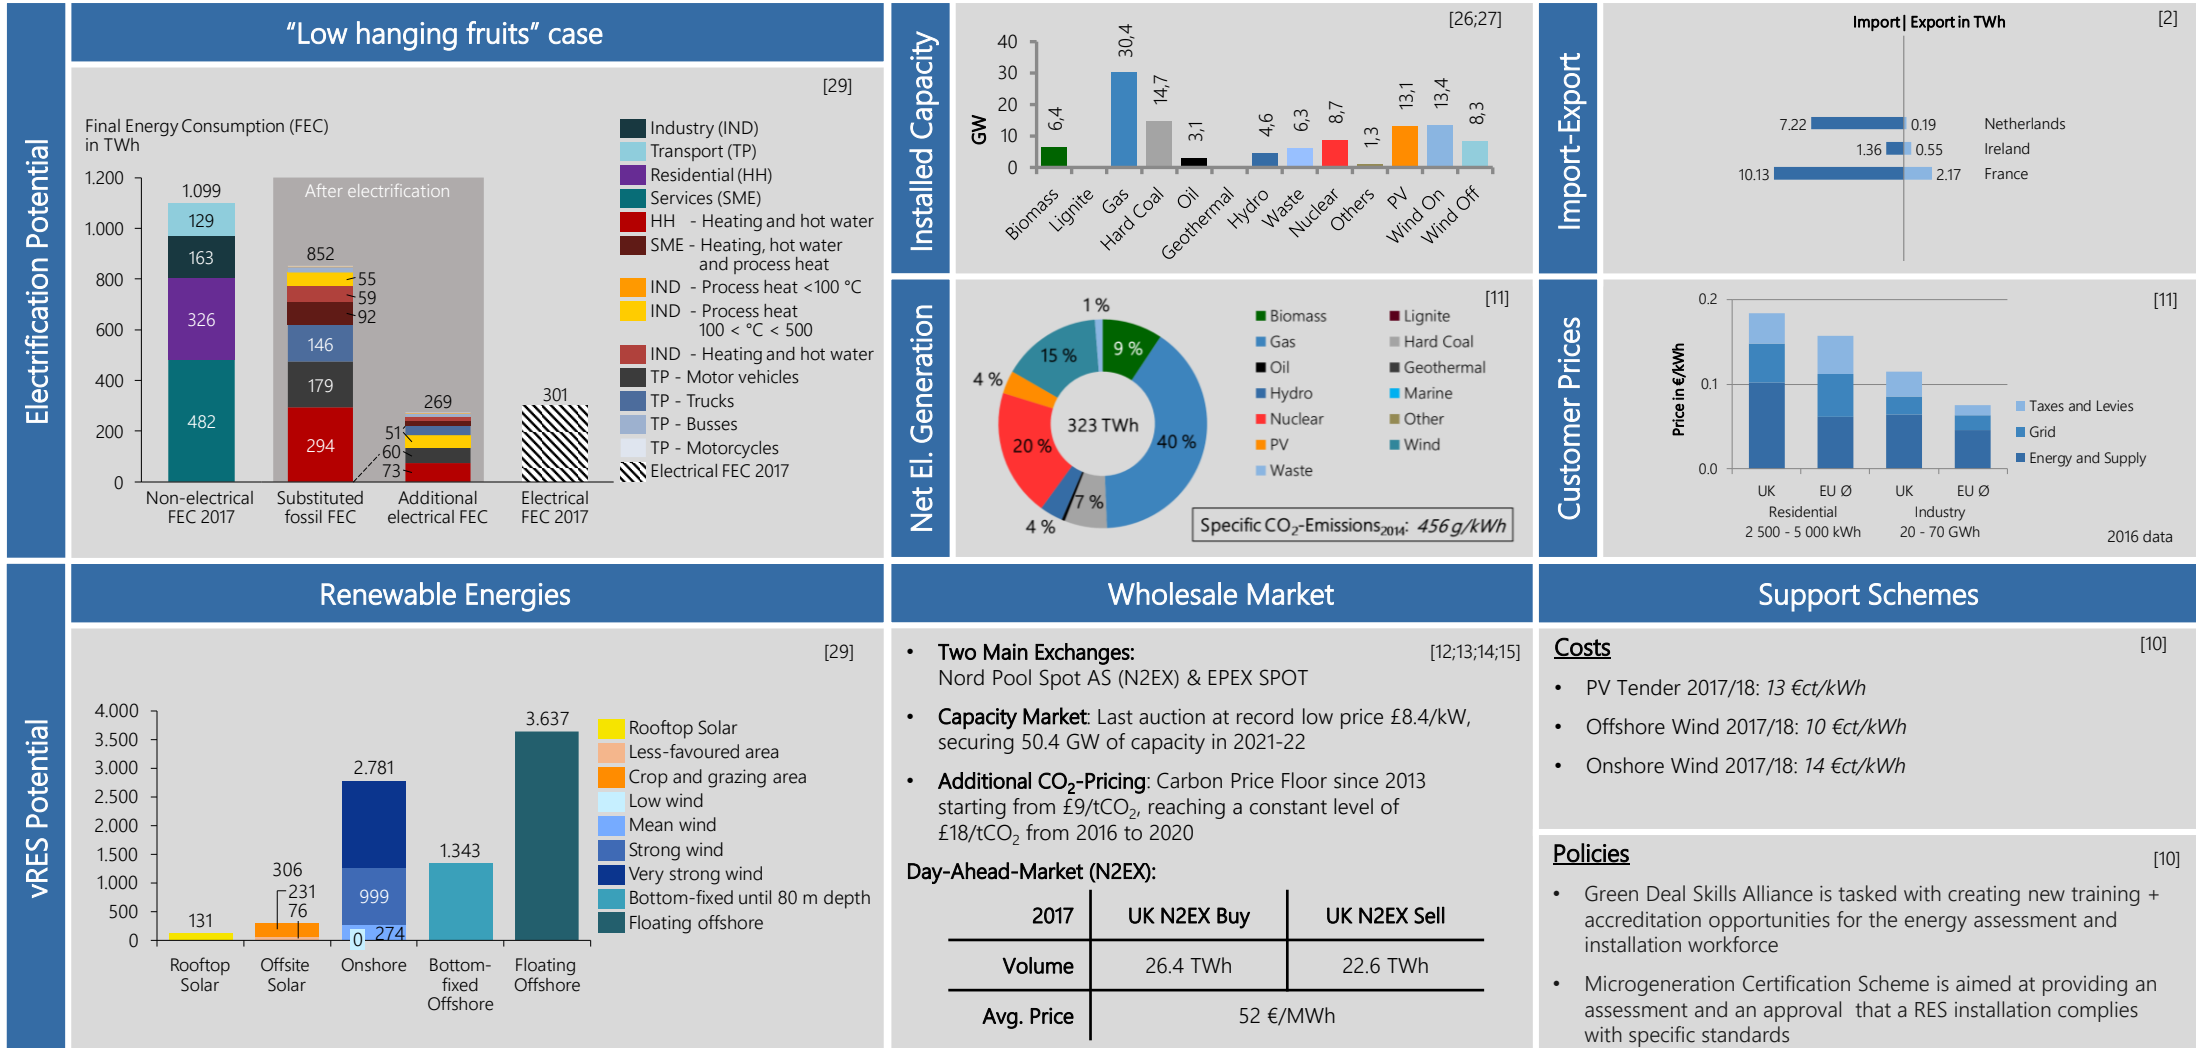 Electrification Potential
“Low hanging fruits” case
[29]
Final Energy Consumption (FEC)
in TWh
1.200
1.000
800
600
400
200
0
1.099
129
163
326
482
After electrification
852
55
59
92
146
179
294
269
51
60
73
301
Non-electrical
FEC 2017
Substituted
fossil FEC
Additional
electrical FEC
Electrical
FEC 2017
Industry (IND)
Transport (TP)
Residential (HH)
Services (SME)
HH - Heating and hot water
SME - Heating, hot water
and process heat
IND - Process heat <100 °C
IND - Process heat
100 < °C < 500
IND - Heating and hot water
TP - Motor vehicles
TP - Trucks
TP - Busses
TP - Motorcycles
Electrical FEC 2017
Installed Capacity
[26;27]
GW
40
30
20
10
0
6,4
30,4
14,7
3,1
4,6
6,3
8,7
1,3
13,1
13,4
8,3
Biomass
Lignite
Gas
Hard Coal
Oil
Geothermal
Hydro
Waste
Nuclear
Others
PV
Wind On
Wind Off
Import-Export
[2]
Import | Export in TWh
7.22 0.19 Netherlands
1.36 0.55 Ireland
10.13 2.17 France
Net El. Generation
[11]
1 %
9 %
15 %
4 %
323 TWh
40 %
20 %
7 %
4 %
Biomass
Lignite
Gas
Hard Coal
Oil
Geothermal
Hydro
Marine
Nuclear
Other
PV
Wind
Waste
Specific CO₂-Emissions₂₀₁₄: 456 g/kWh
Customer Prices
[11]
Price in €/kWh
0.2
0.1
0.0
UK
EU Ø
UK
EU Ø
Residential
2 500 - 5 000 kWh
Industry
20 - 70 GWh
Taxes and Levies
Grid
Energy and Supply
2016 data
vRES Potential
Renewable Energies
[29]
4.000
3.500
3.000
2.500
2.000
1.500
1.000
500
0
131
306
231
76
2.781
999
0
274
1.343
3.637
Rooftop
Solar
Offsite
Solar
Onshore
Bottom-
fixed
Offshore
Floating
Offshore
Rooftop Solar
Less-favoured area
Crop and grazing area
Low wind
Mean wind
Strong wind
Very strong wind
Bottom-fixed until 80 m depth
Floating offshore
Wholesale Market
[12;13;14;15]
• Two Main Exchanges:
Nord Pool Spot AS (N2EX) & EPEX SPOT
• Capacity Market: Last auction at record low price £8.4/kW,
securing 50.4 GW of capacity in 2021-22
• Additional CO₂-Pricing: Carbon Price Floor since 2013
starting from £9/tCO₂, reaching a constant level of
£18/tCO₂ from 2016 to 2020
Day-Ahead-Market (N2EX):
2017 UK N2EX Buy UK N2EX Sell
Volume 26.4 TWh 22.6 TWh
Avg. Price 52 €/MWh
Support Schemes
Costs
[10]
• PV Tender 2017/18: 13 €ct/kWh
• Offshore Wind 2017/18: 10 €ct/kWh
• Onshore Wind 2017/18: 14 €ct/kWh
Policies
[10]
• Green Deal Skills Alliance is tasked with creating new training +
accreditation opportunities for the energy assessment and
installation workforce
• Microgeneration Certification Scheme is aimed at providing an
assessment and an approval that a RES installation complies
with specific standards